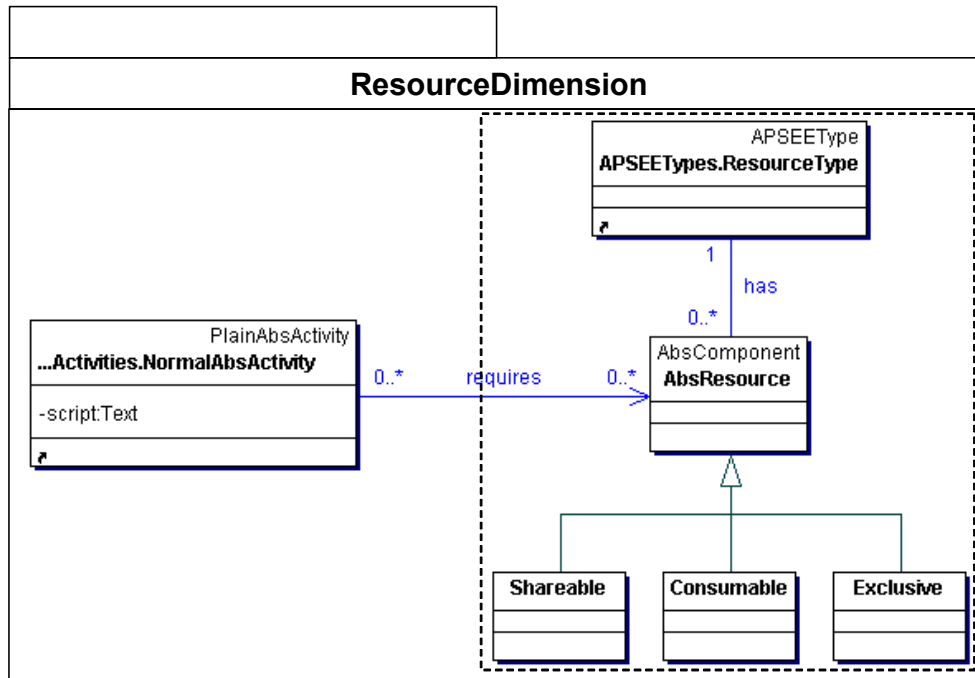 ResourceDimension
APSEEType
APSEETypes.ResourceType
1
has
0..*
PlainAbsActivity
...Activities.NormalAbsActivity
-script:Text
0..*
requires
0..*
AbsComponent
AbsResource
Shareable
Consumable
Exclusive